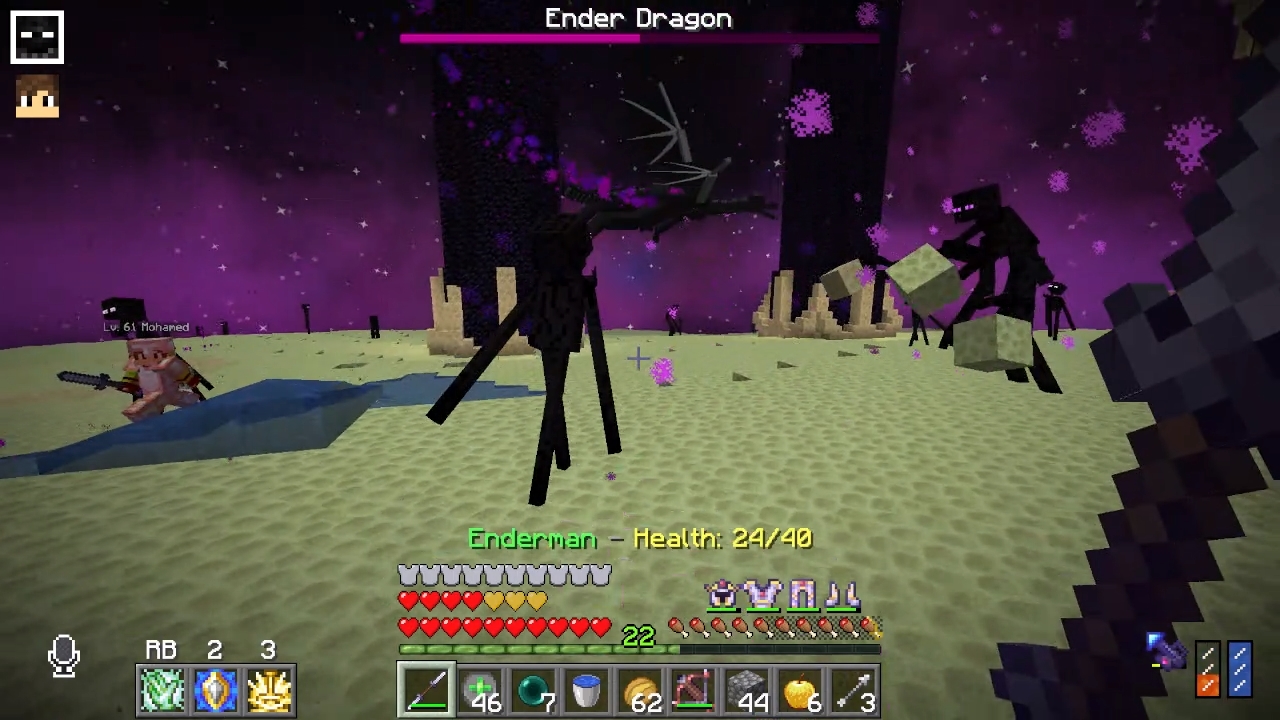 Ender Dragon
Lv. 61 Mohamed
Enderman – Health: 24/40
22
RB 2 3
46 7 62 44 6 3